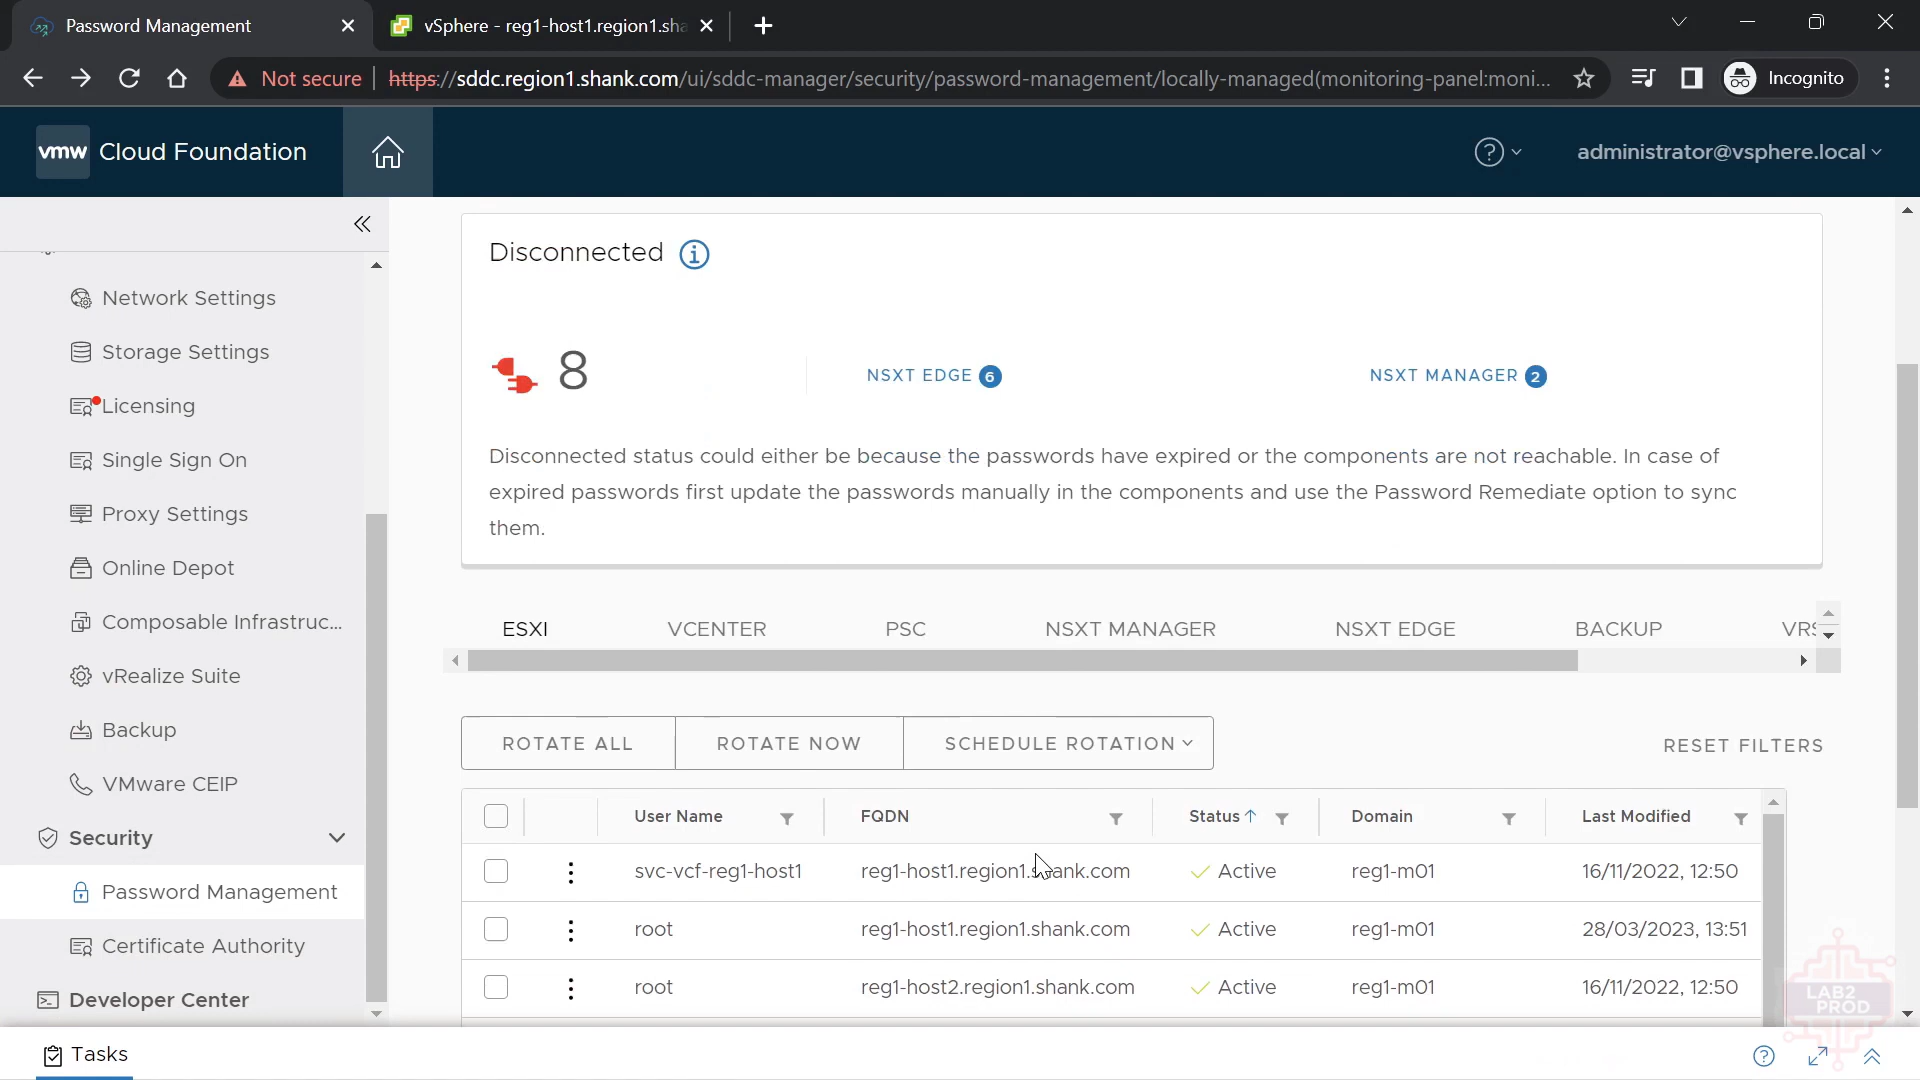 Password Management
vSphere - reg1-host1.region1.sha
Not secure
https://sddc.region1.shank.com/ui/sddc-manager/security/password-management/locally-managed(monitoring-panel:moni...
Incognito
vmw Cloud Foundation
administrator@vsphere.local
Network Settings
Storage Settings
Licensing
Single Sign On
Proxy Settings
Online Depot
Composable Infrastruc...
vRealize Suite
Backup
VMware CEIP
Security
Password Management
Certificate Authority
Developer Center
Disconnected
8
NSXT EDGE 6
NSXT MANAGER 2
Disconnected status could either be because the passwords have expired or the components are not reachable. In case of
expired passwords first update the passwords manually in the components and use the Password Remediate option to sync
them.
ESXI VCENTER PSC NSXT MANAGER NSXT EDGE BACKUP VRS
ROTATE ALL ROTATE NOW SCHEDULE ROTATION RESET FILTERS
User Name FQDN Status Domain Last Modified
svc-vcf-reg1-host1 reg1-host1.region1.shank.com Active reg1-m01 16/11/2022, 12:50
root reg1-host1.region1.shank.com Active reg1-m01 28/03/2023, 13:51
root reg1-host2.region1.shank.com Active reg1-m01 16/11/2022, 12:50
LAB2
PROD
Tasks